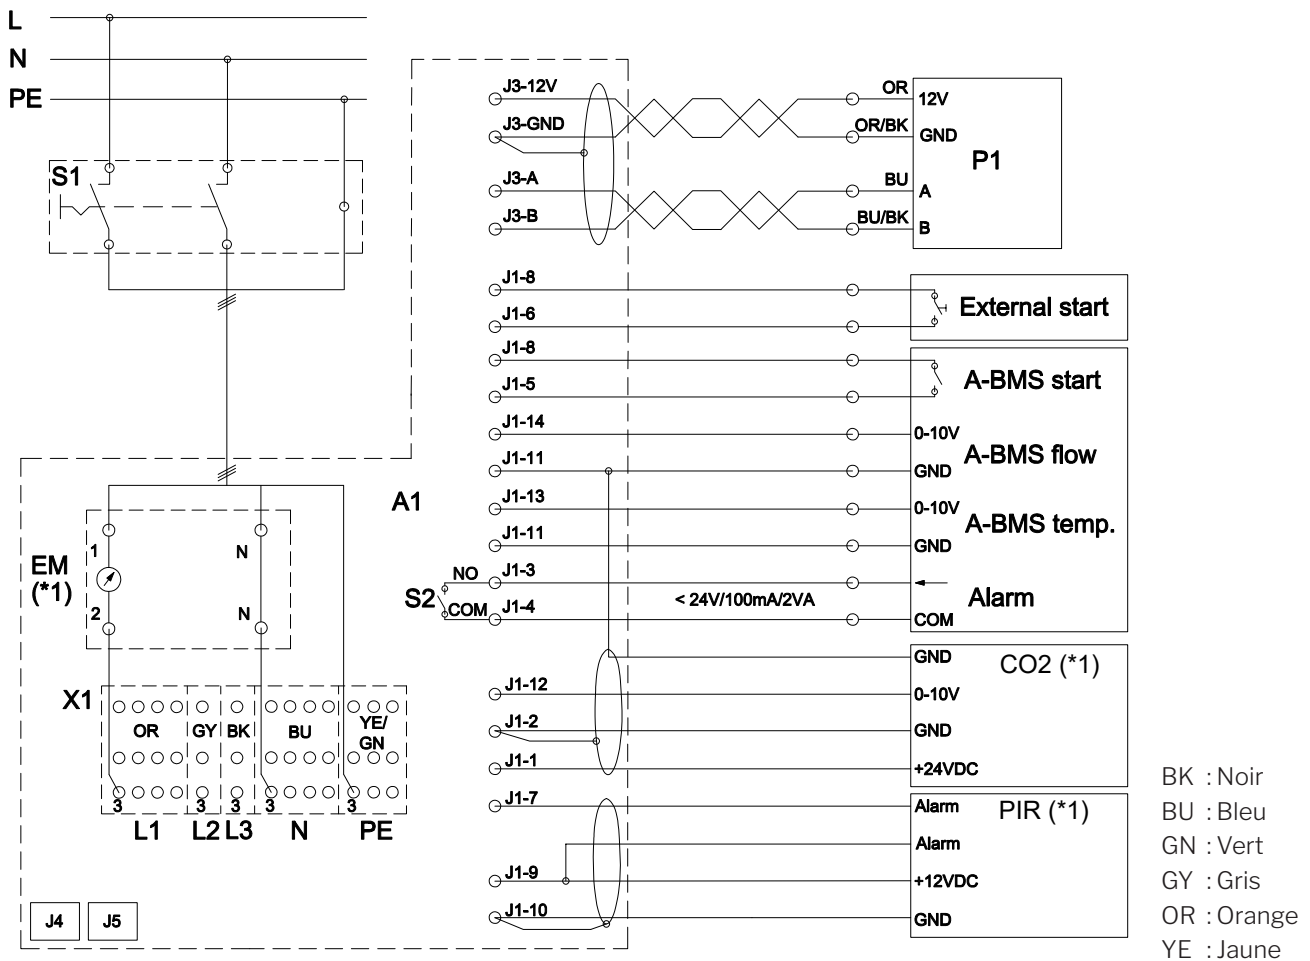 L
N
PE
S1
A1
EM
(*1)
1
2
N
N
X1
OR
GY
BK
BU
YE/
GN
3
3
3
3
3
L1
L2
L3
N
PE
J4
J5
J3-12V
J3-GND
J3-A
J3-B
OR
OR/BK
BU
BU/BK
12V
GND
A
B
P1
J1-8
J1-6
External start
J1-8
J1-5
A-BMS start
J1-14
0-10V
J1-11
GND
A-BMS flow
J1-13
0-10V
J1-11
GND
A-BMS temp.
S2
NO
COM
J1-3
J1-4
< 24V/100mA/2VA
Alarm
COM
GND
CO2 (*1)
J1-12
0-10V
J1-2
GND
J1-1
+24VDC
J1-7
Alarm
PIR (*1)
Alarm
J1-9
+12VDC
J1-10
GND
BK : Noir
BU : Bleu
GN : Vert
GY : Gris
OR : Orange
YE : Jaune